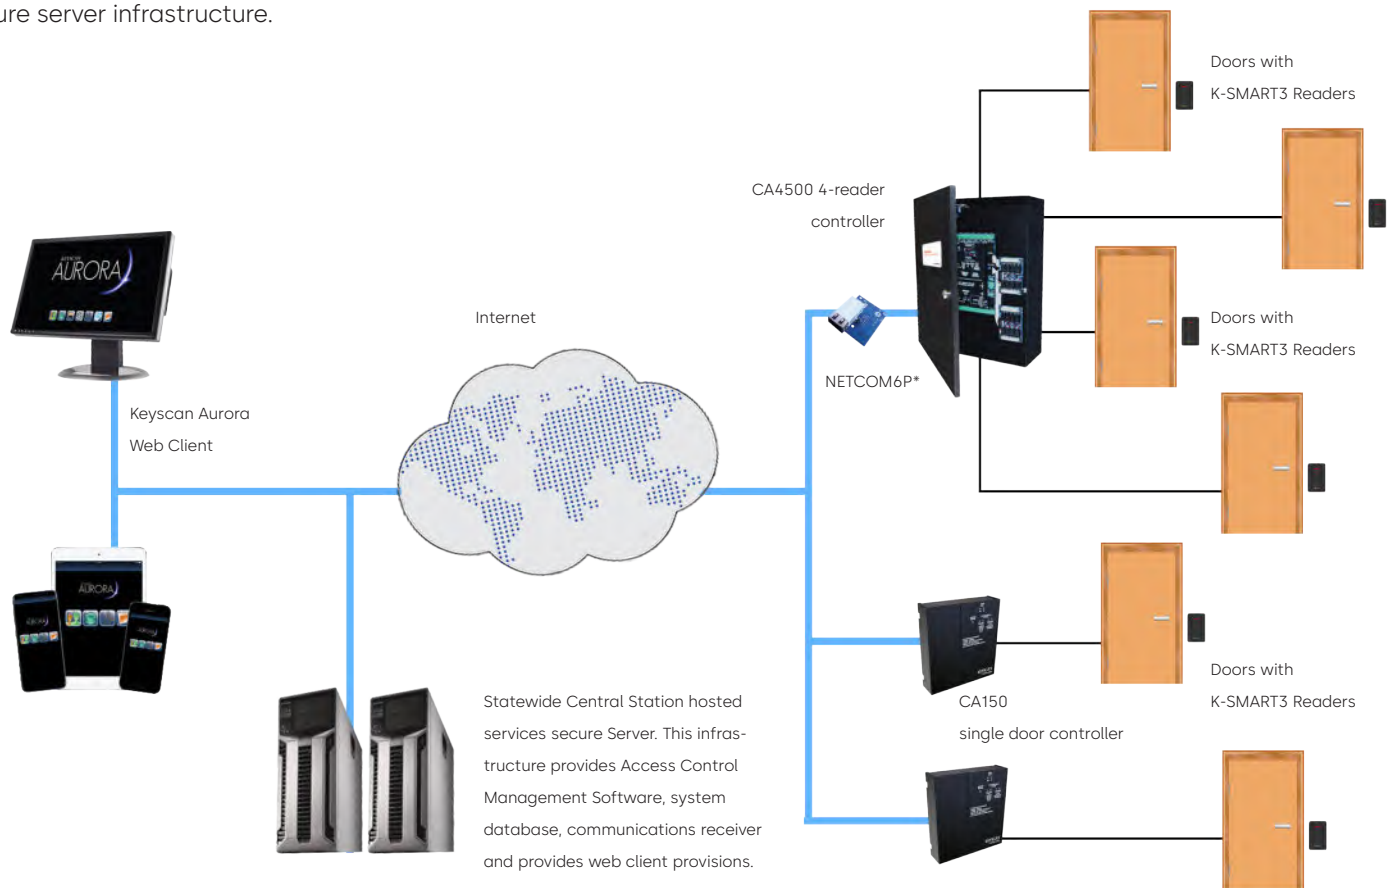 ure server infrastructure.
Doors with
K-SMART3 Readers
CA4500 4-reader
controller
AURORA
Internet
Doors with
K-SMART3 Readers
NETCOM6P*
Keyscan Aurora
Web Client
AURORA
Doors with
K-SMART3 Readers
Statewide Central Station hosted
services secure Server. This infras-
tructure provides Access Control
Management Software, system
database, communications receiver
and provides web client provisions.
CA150
single door controller